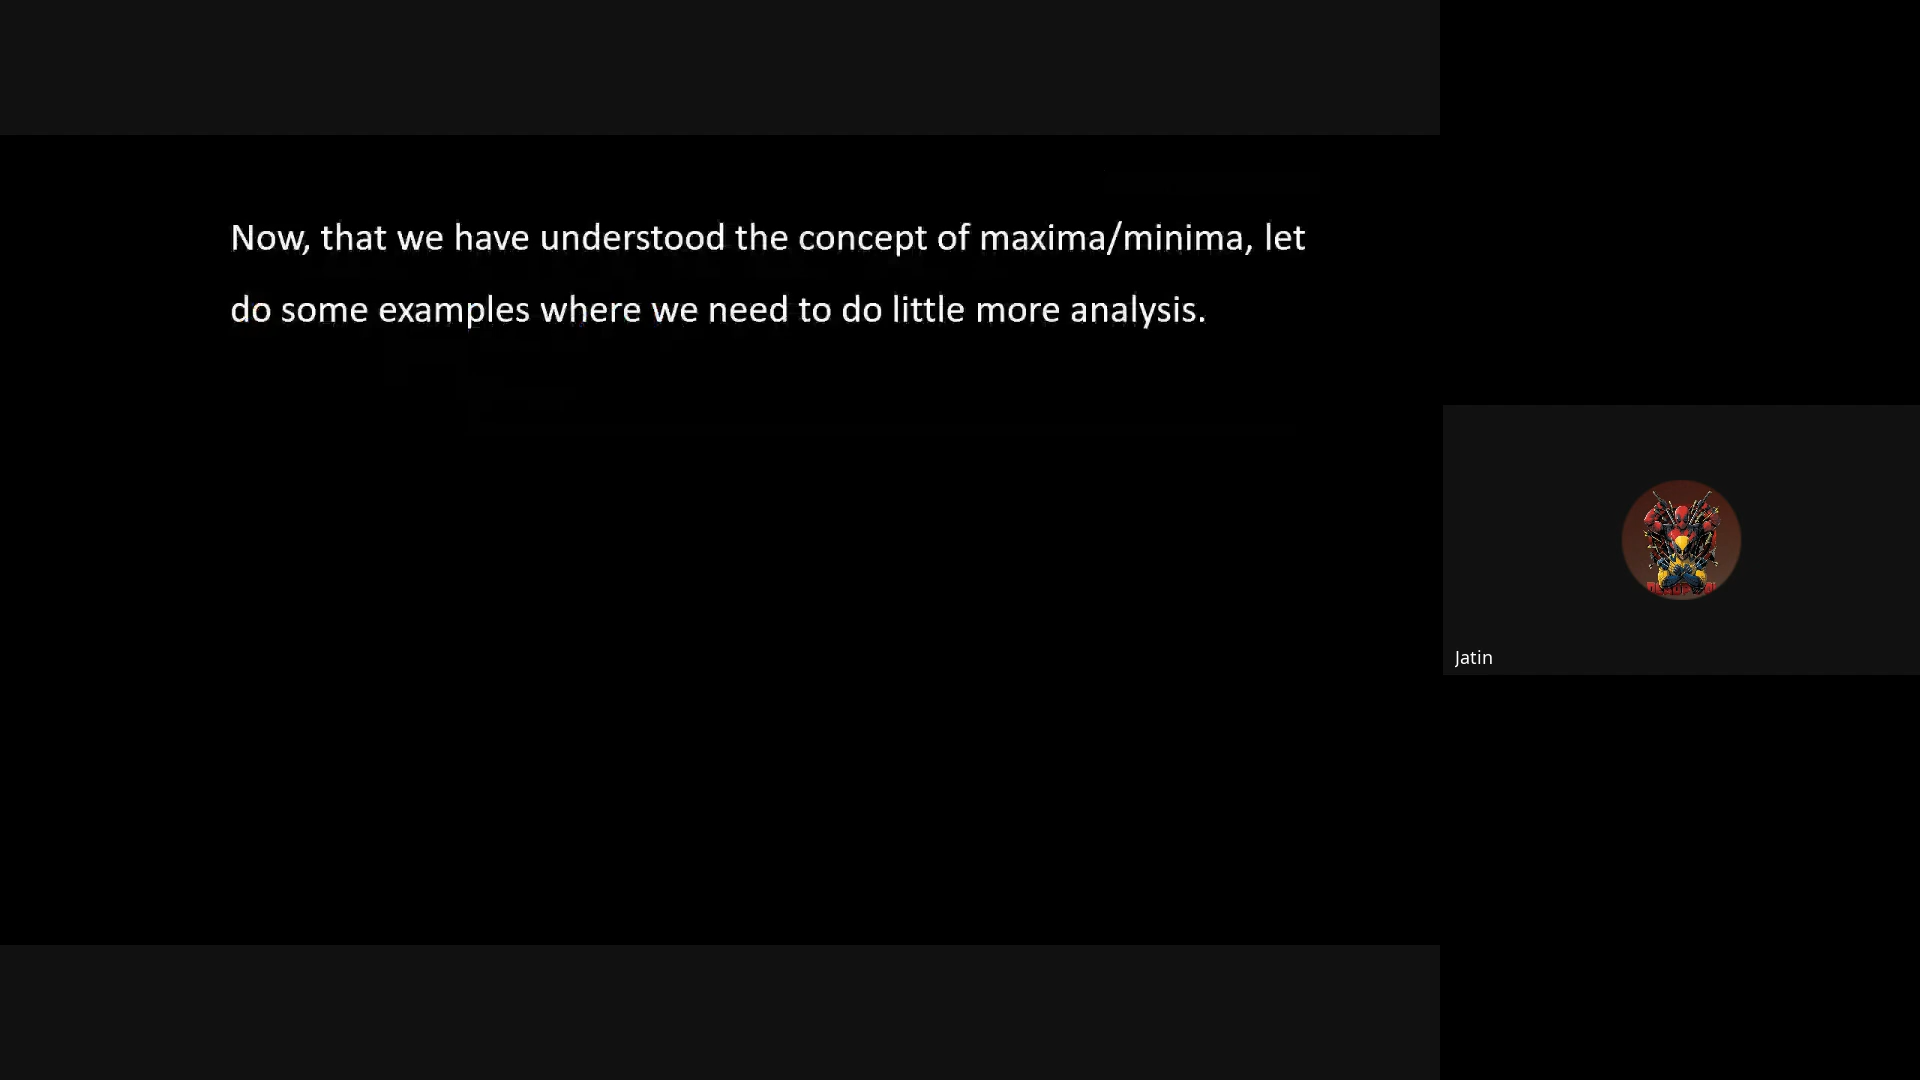 Now, that we have understood the concept of maxima/minima, let
do some examples where we need to do little more analysis.
Jatin